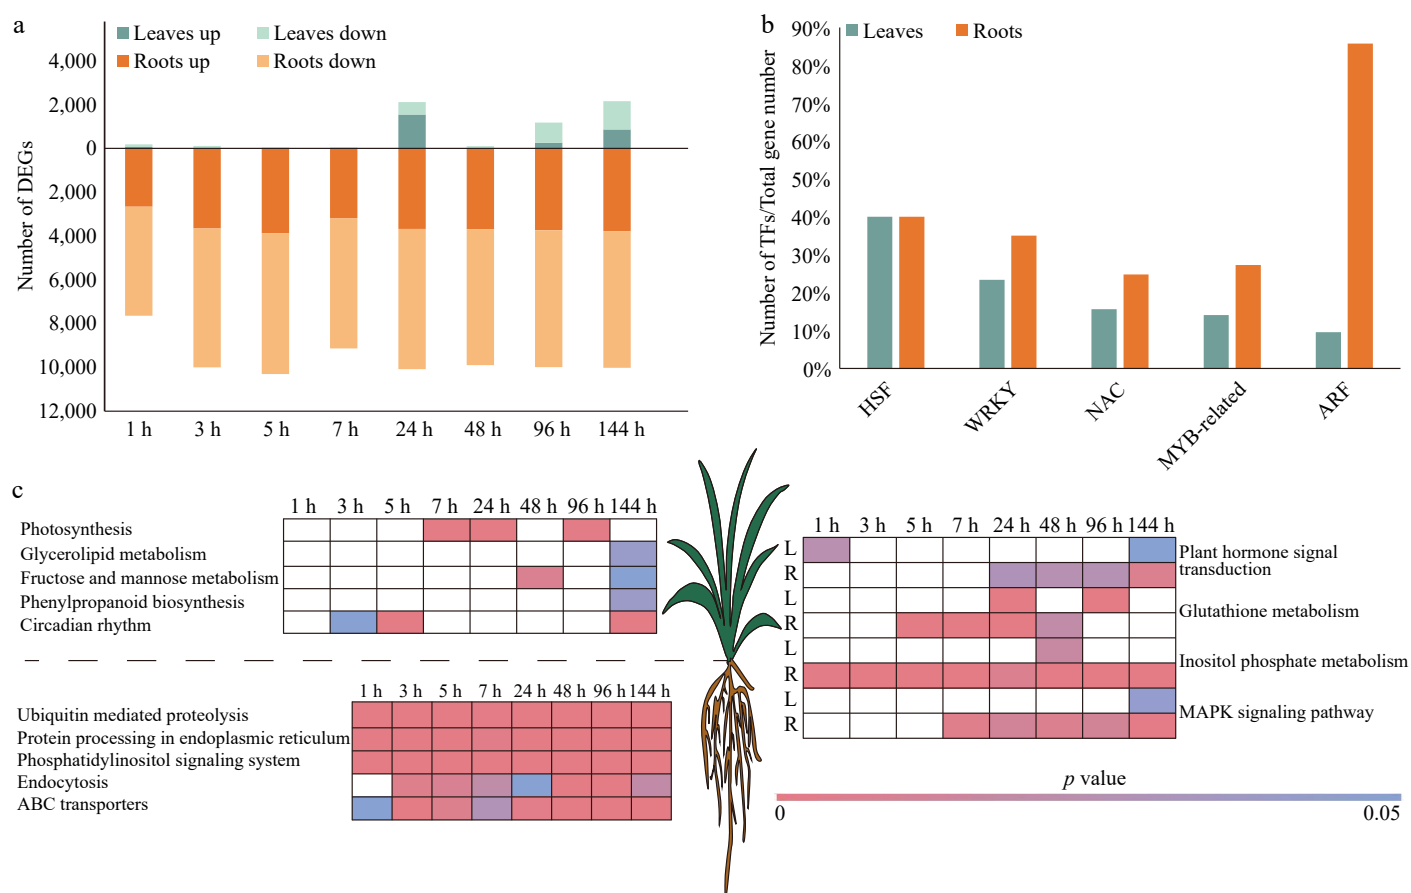 a
Leaves up
Leaves down
Roots up
Roots down
Number of DEGs
4,000
2,000
0
2,000
4,000
6,000
8,000
10,000
12,000
1 h 3 h 5 h 7 h 24 h 48 h 96 h 144 h
b
Leaves
Roots
Number of TFs/Total gene number
90%
80%
70%
60%
50%
40%
30%
20%
10%
0%
HSF
WRKY
NAC
MYB-related
ARF
c
1 h 3 h 5 h 7 h 24 h 48 h 96 h 144 h
Photosynthesis
Glycerolipid metabolism
Fructose and mannose metabolism
Phenylpropanoid biosynthesis
Circadian rhythm
1 h 3 h 5 h 7 h 24 h 48 h 96 h 144 h
Ubiquitin mediated proteolysis
Protein processing in endoplasmic reticulum
Phosphatidylinositol signaling system
Endocytosis
ABC transporters
1 h 3 h 5 h 7 h 24 h 48 h 96 h 144 h
L
R
L
R
L
R
L
R
Plant hormone signal
transduction
Glutathione metabolism
Inositol phosphate metabolism
MAPK signaling pathway
p value
0
0.05